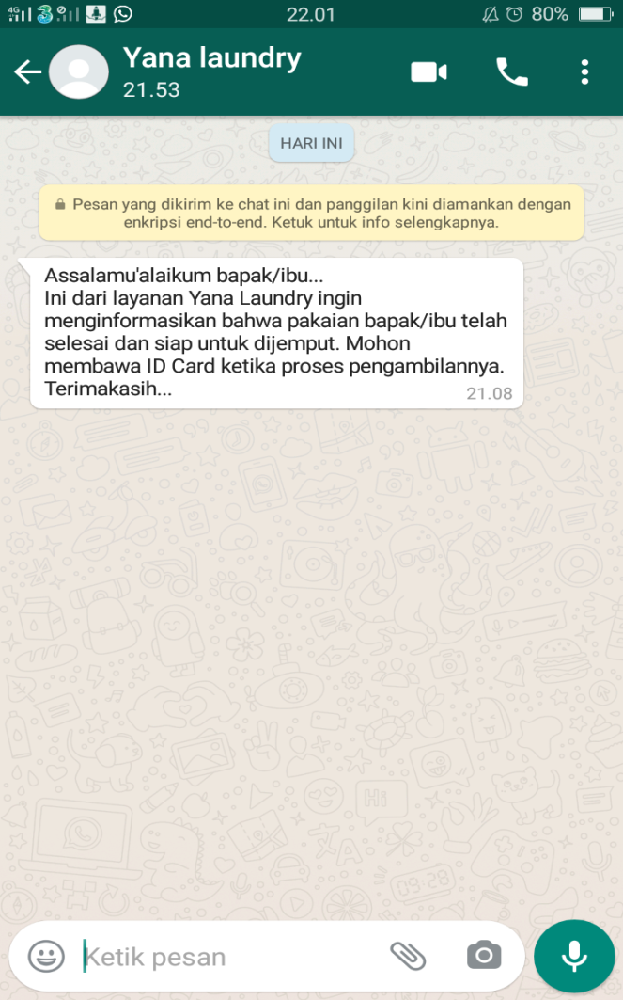 4G
22.01
80%
Yana laundry
21.53
HARI INI
Pesan yang dikirim ke chat ini dan panggilan kini diamankan dengan
enkripsi end-to-end. Ketuk untuk info selengkapnya.
Assalamu'alaikum bapak/ibu...
Ini dari layanan Yana Laundry ingin
menginformasikan bahwa pakaian bapak/ibu telah
selesai dan siap untuk dijemput. Mohon
membawa ID Card ketika proses pengambilannya.
Terimakasih...
21.08
Hi
09:28
Ketik pesan